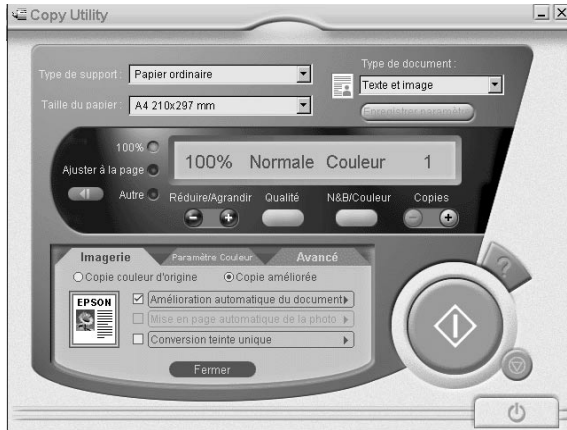 Copy Utility
Type de support : Papier ordinaire
Type de document :
Texte et image
Taille du papier : A4 210x297 mm
Enregistrer paramètr
100%
Ajuster à la page
Autre
100% Normale Couleur 1
Réduire/Agrandir Qualité N&B/Couleur Copies
Imagerie Paramètre Couleur Avancé
Copie couleur d'origine Copie améliorée
EPSON
Amélioration automatique du document
Mise en page automatique de la photo
Conversion teinte unique
Fermer